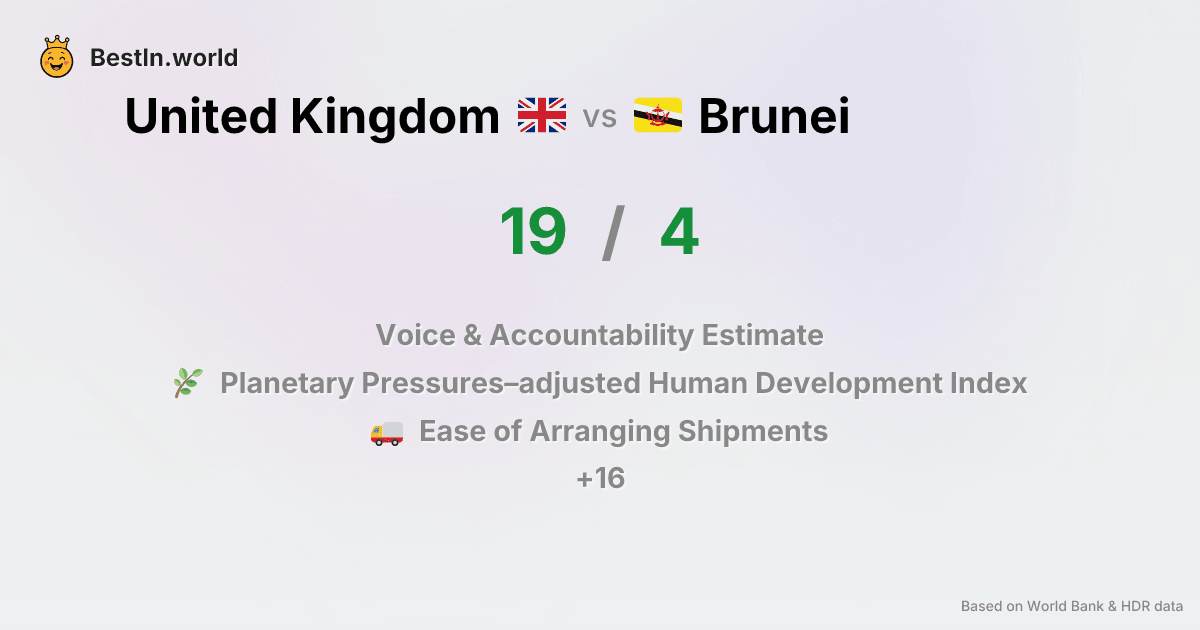 BestIn.world
United Kingdom vs Brunei
19 / 4
Voice & Accountability Estimate
Planetary Pressures–adjusted Human Development Index
Ease of Arranging Shipments
+16
Based on World Bank & HDR data